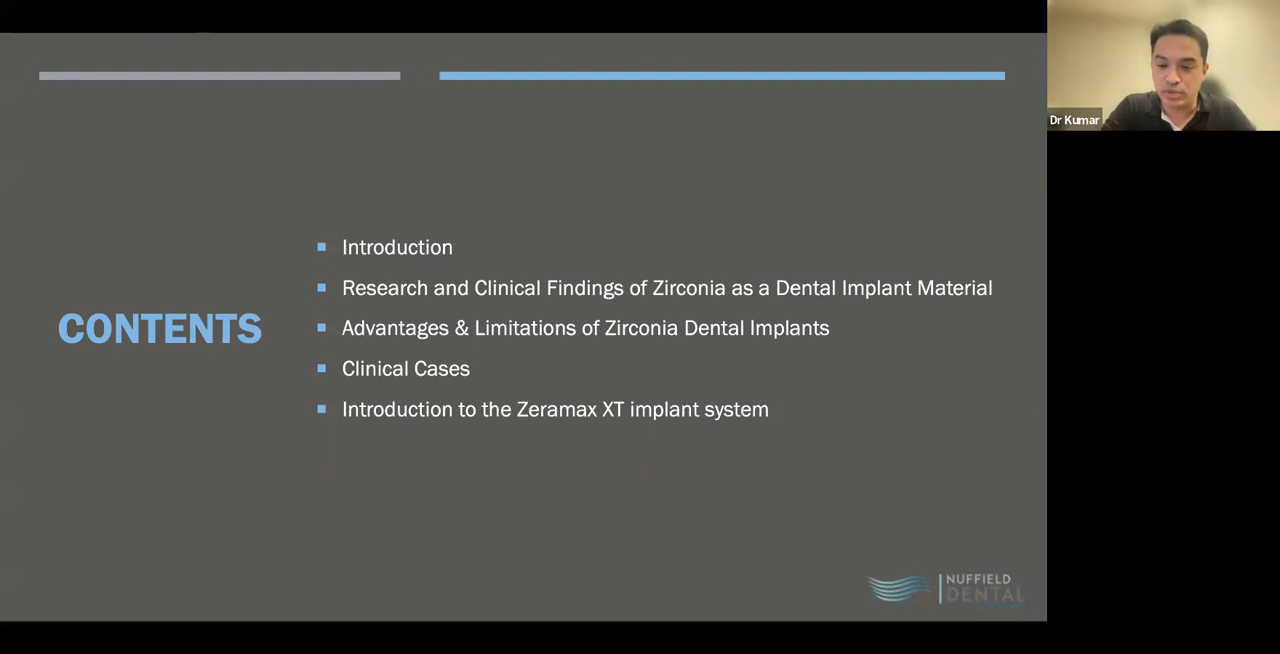 CONTENTS
Introduction
Research and Clinical Findings of Zirconia as a Dental Implant Material
Advantages & Limitations of Zirconia Dental Implants
Clinical Cases
Introduction to the Zeramax XT implant system
NUFFIELD
DENTAL
Dr Kumar